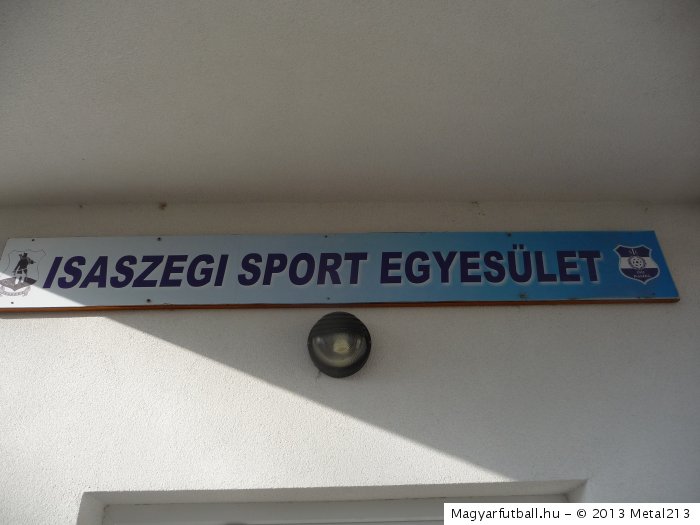 ISASZEGI SPORT EGYESÜLET
Magyarfutball.hu - © 2013 Metal213